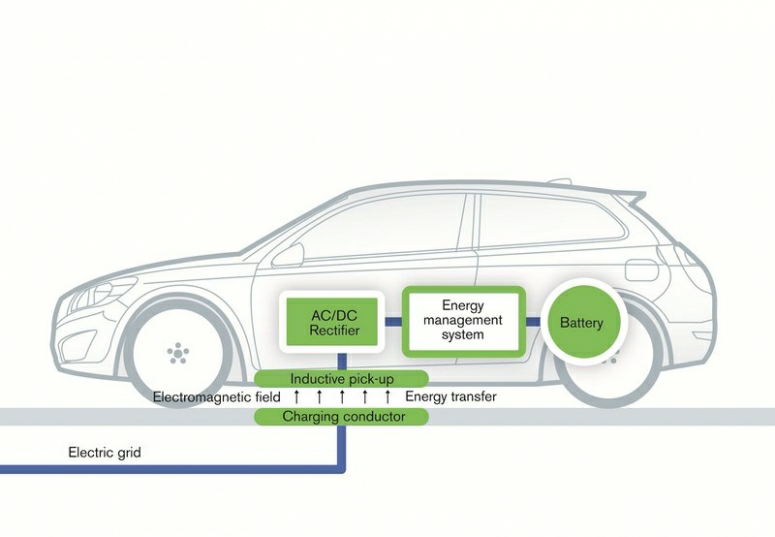 AC/DC
Rectifier
Energy
management
system
Battery
Inductive pick-up
Electromagnetic field
Energy transfer
Charging conductor
Electric grid